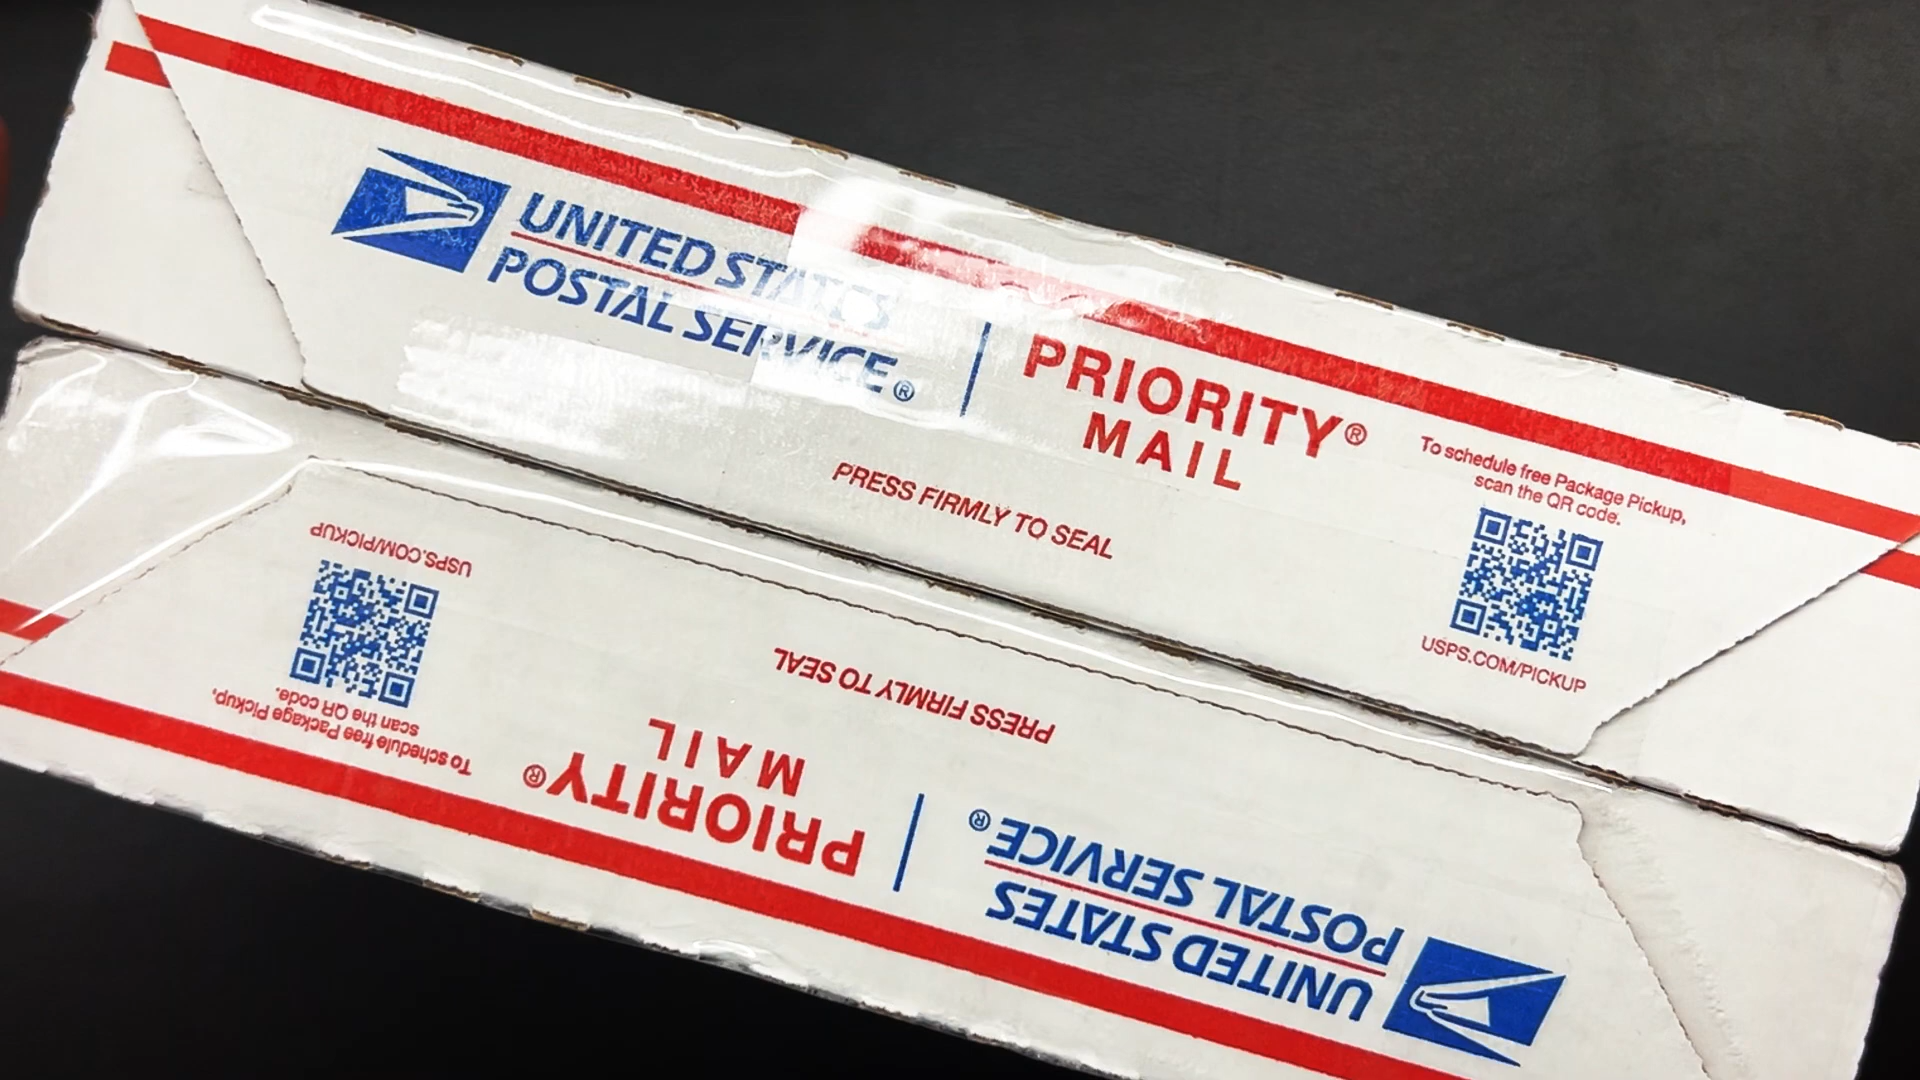 UNITED STATES
POSTAL SERVICE®
PRIORITY®
MAIL
PRESS FIRMLY TO SEAL
To schedule free Package Pickup,
scan the QR code.
USPS.COM/PICKUP
UNITED STATES
POSTAL SERVICE®
PRIORITY®
MAIL
PRESS FIRMLY TO SEAL
To schedule free Package Pickup,
scan the QR code.
USPS.COM/PICKUP